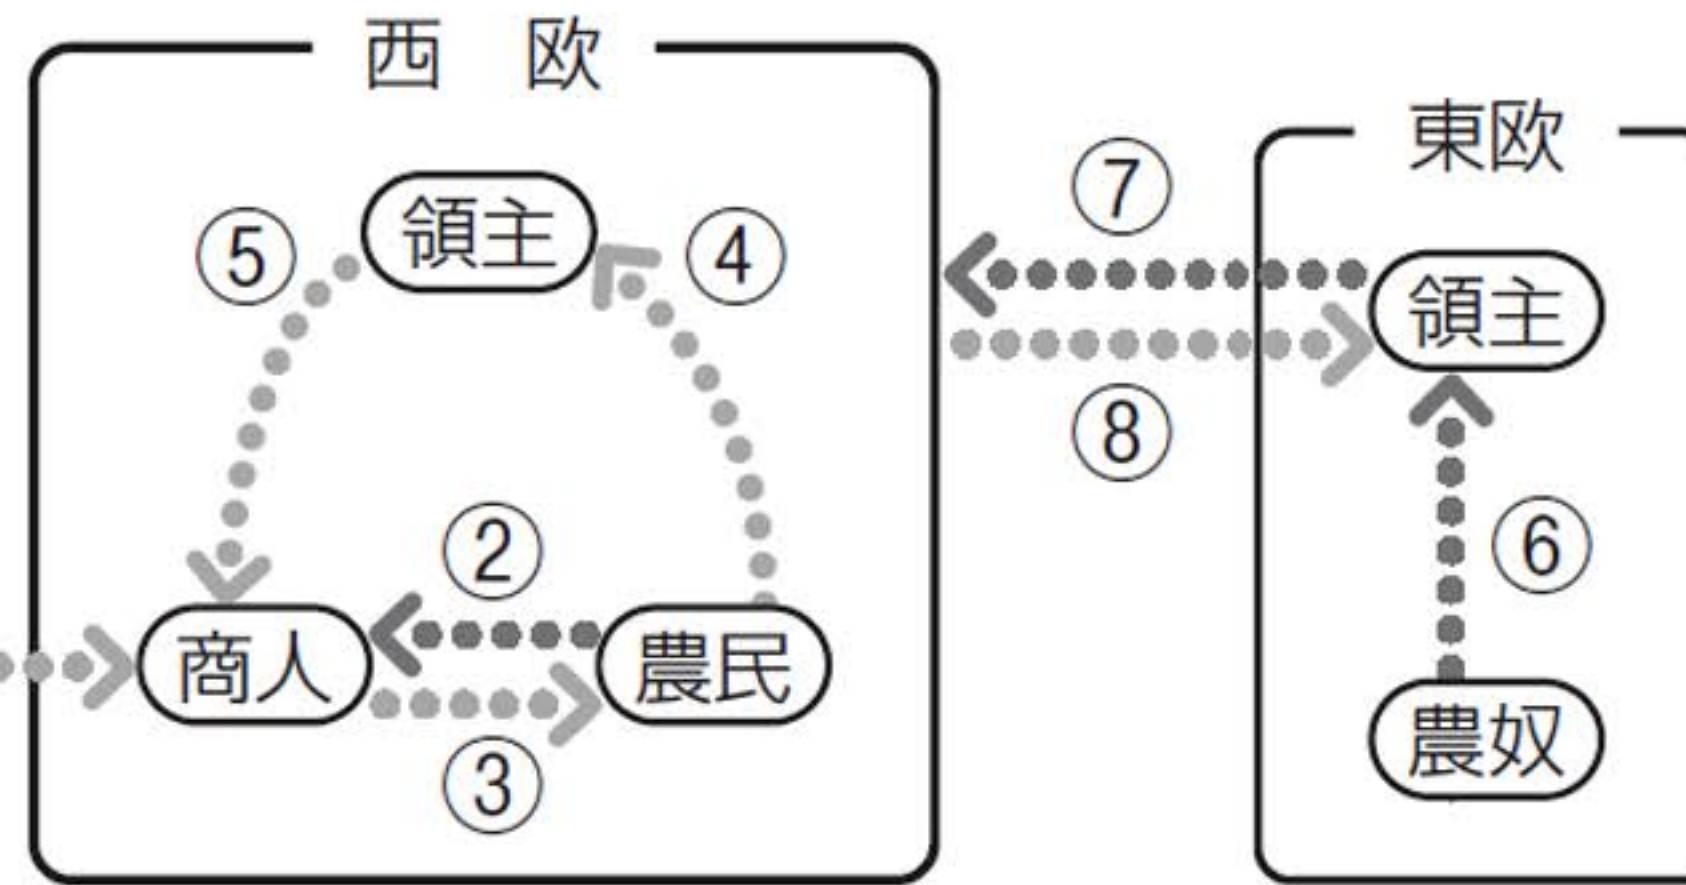 西 欧
東欧
⑦
領主
⑤
④
領主
⑧
②
⑥
商人
農民
農奴
③